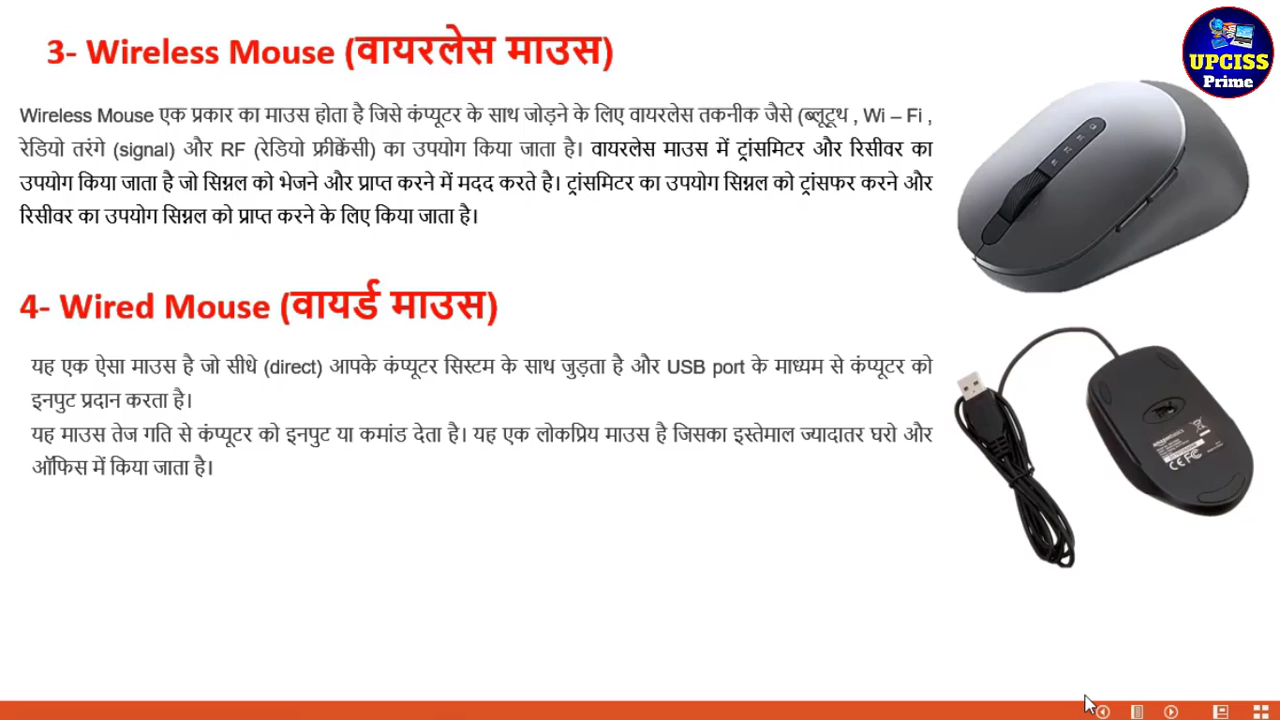 3- Wireless Mouse (वायरलेस माउस)
UPCISS
Prime
Wireless Mouse एक प्रकार का माउस होता है जिसे कंप्यूटर के साथ जोड़ने के लिए वायरलेस तकनीक जैसे (ब्लूटूथ , Wi – Fi ,
रेडियो तरंगे (signal) और RF (रेडियो फ्रीकेंसी) का उपयोग किया जाता है। वायरलेस माउस में ट्रांसमिटर और रिसीवर का
उपयोग किया जाता है जो सिग्नल को भेजने और प्राप्त करने में मदद करते है। ट्रांसमिटर का उपयोग सिग्नल को ट्रांसफर करने और
रिसीवर का उपयोग सिग्नल को प्राप्त करने के लिए किया जाता है।
4- Wired Mouse (वायर्ड माउस)
यह एक ऐसा माउस है जो सीधे (direct) आपके कंप्यूटर सिस्टम के साथ जुड़ता है और USB port के माध्यम से कंप्यूटर को
इनपुट प्रदान करता है।
यह माउस तेज गति से कंप्यूटर को इनपुट या कमांड देता है। यह एक लोकप्रिय माउस है जिसका इस्तेमाल ज्यादातर घरो और
ऑफिस में किया जाता है।
amazonbasics